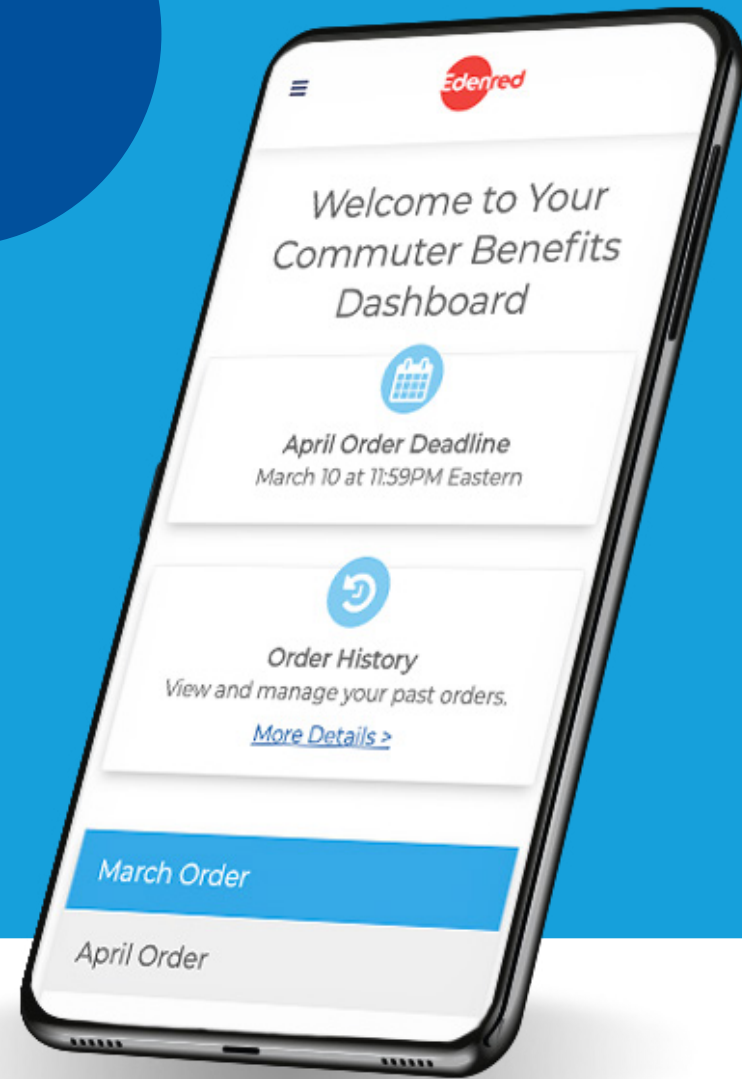 Edenred
Welcome to Your
Commuter Benefits
Dashboard
April Order Deadline
March 10 at 11:59PM Eastern
Order History
View and manage your past orders.
More Details >
March Order
April Order